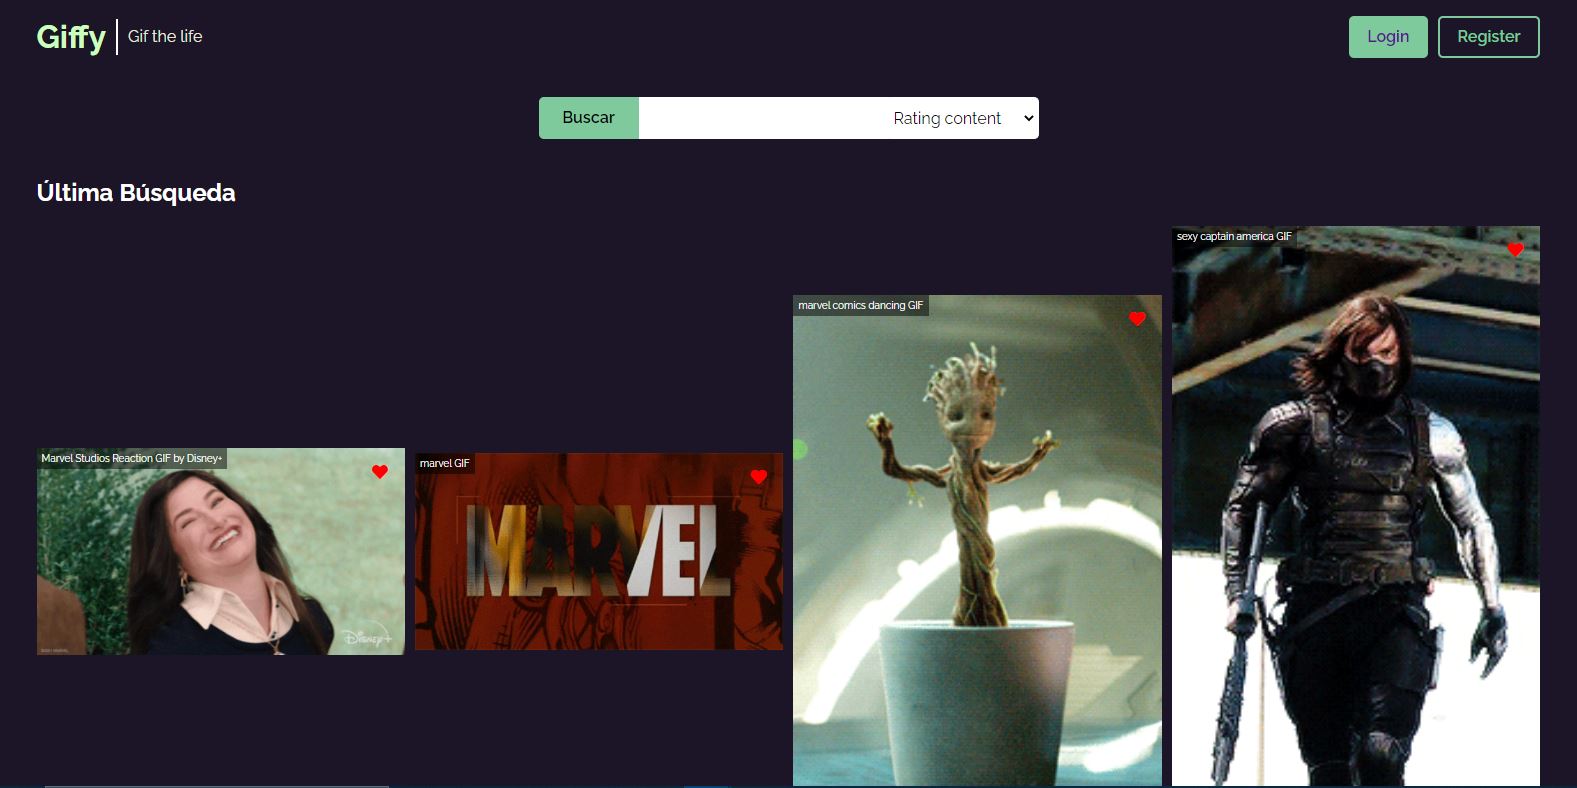 Giffy
Gif the life
Login
Register
Buscar
Rating content
Última Búsqueda
sexy captain america GIF
marvel comics dancing GIF
Marvel Studios Reaction GIF by Disney+
marvel GIF
MARVEL
Disney+